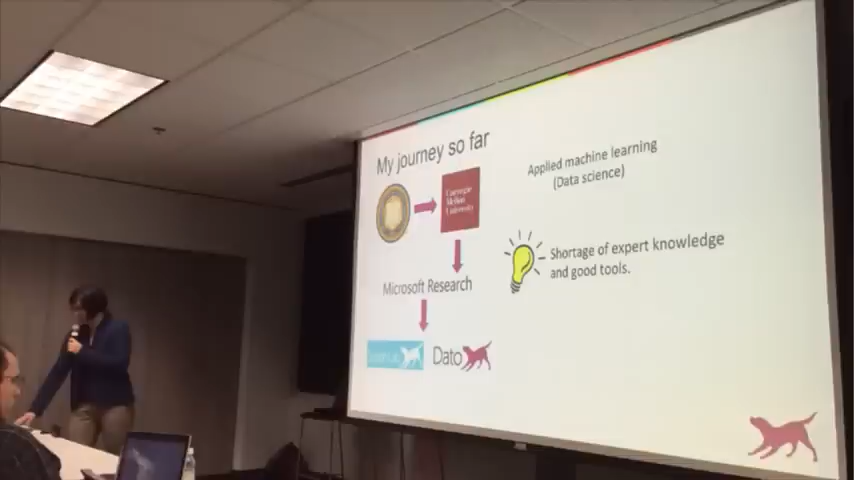 My journey so far
Carnegie
Mellon
University
Applied machine learning
(Data science)
Shortage of expert knowledge
and good tools.
Microsoft Research
Dato